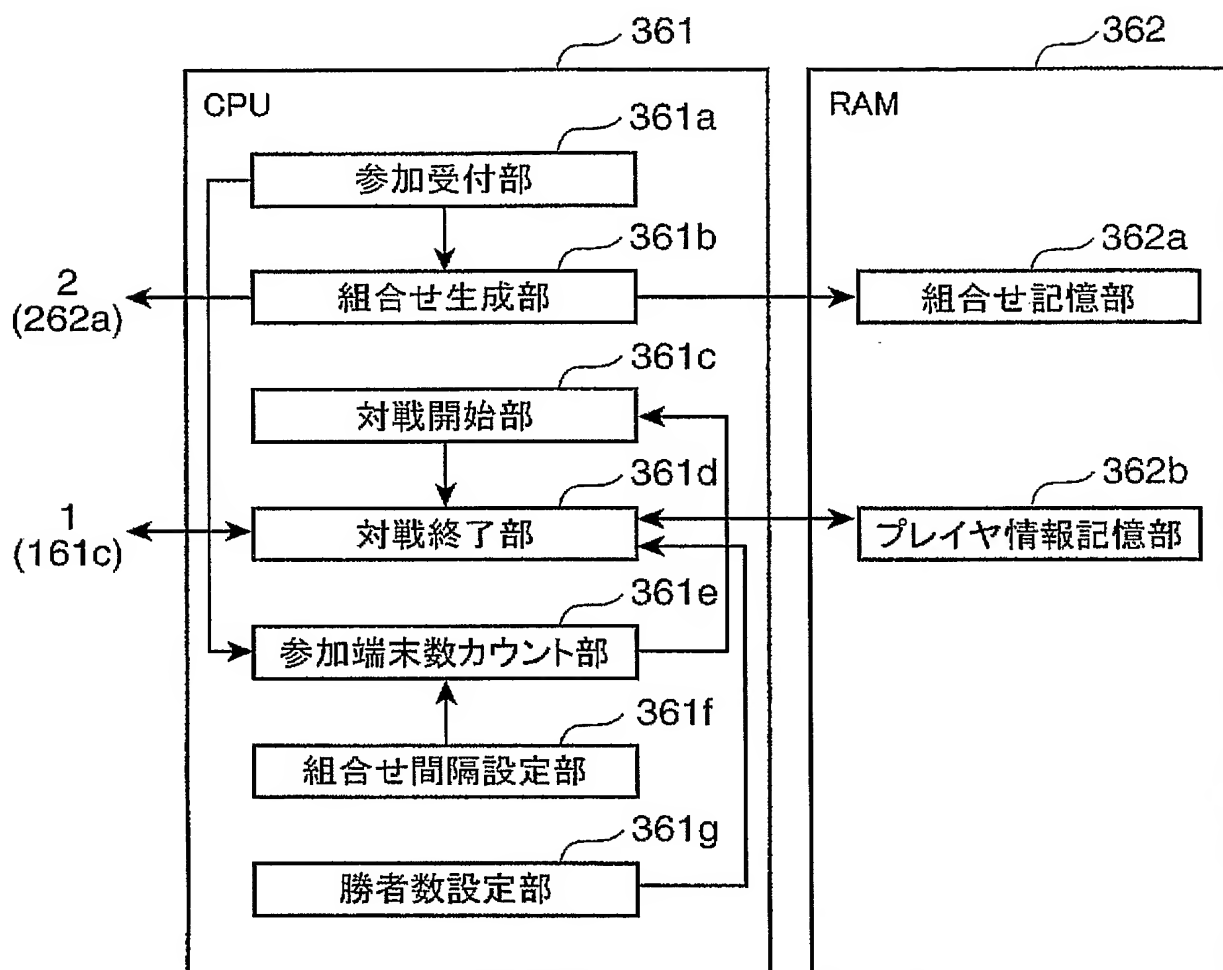 361
362
CPU
RAM
361a
参加受付部
361b
362a
2
(262a)
組合せ生成部
組合せ記憶部
361c
対戦開始部
361d
362b
1
(161c)
対戦終了部
プレイヤ情報記憶部
361e
参加端末数カウント部
361f
組合せ間隔設定部
361g
勝者数設定部